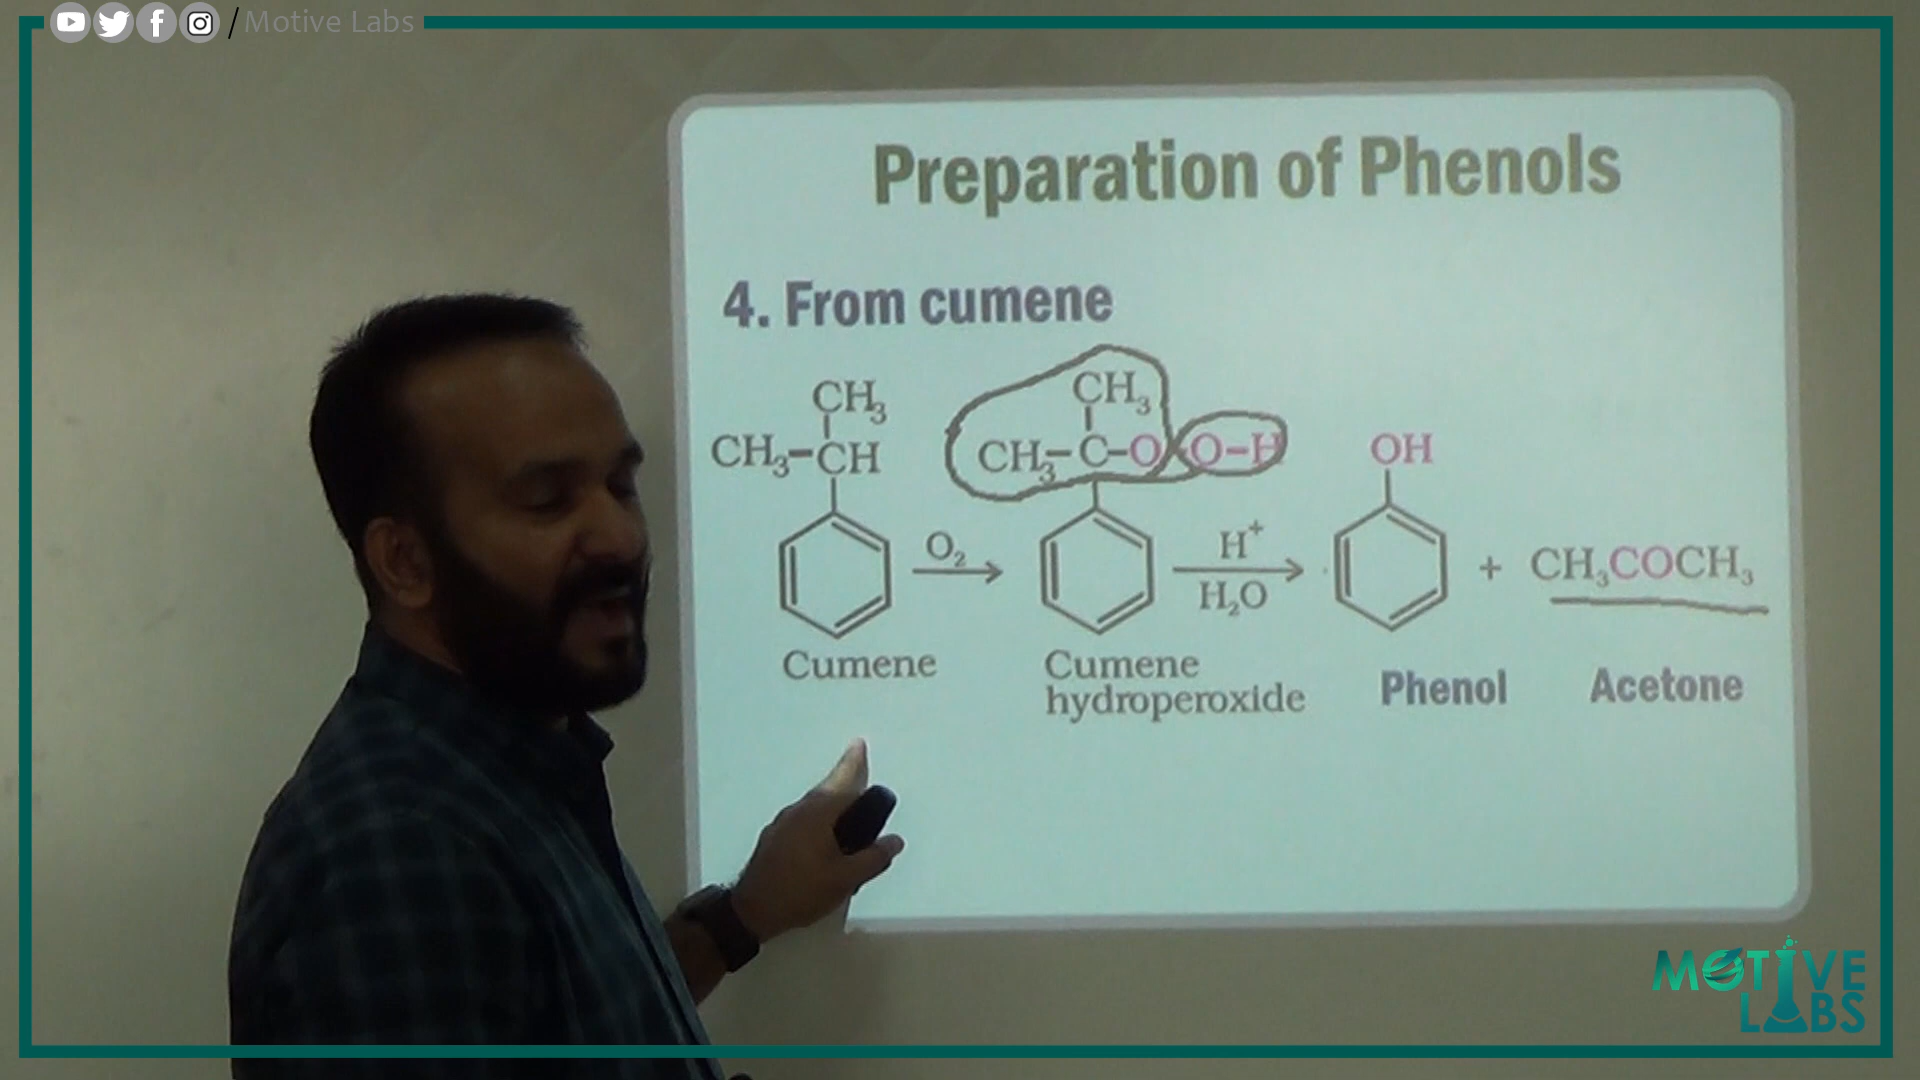 / Motive Labs
Preparation of Phenols
4. From cumene
CH₃
CH₃–CH
O₂
Cumene
CH₃
CH₃–C–O–O–H
H⁺
H₂O
Cumene
hydroperoxide
OH
Phenol
+ CH₃COCH₃
Acetone
MOTIVE
LABS